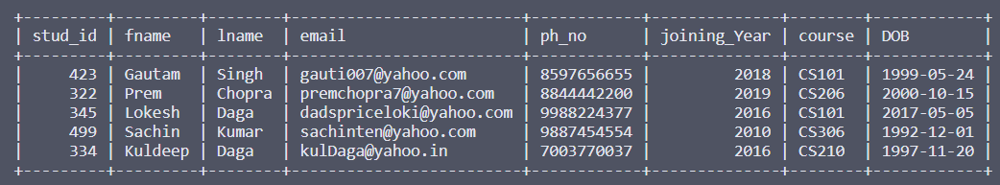 +---------+---------+--------+------------------------+------------+--------------+--------+------------+
| stud_id | fname   | lname  | email                  | ph_no      | joining_Year | course | DOB        |
+---------+---------+--------+------------------------+------------+--------------+--------+------------+
|     423 | Gautam  | Singh  | gauti007@yahoo.com     | 8597656655 |         2018 | CS101  | 1999-05-24 |
|     322 | Prem    | Chopra | premchopra7@yahoo.com  | 8844442200 |         2019 | CS206  | 2000-10-15 |
|     345 | Lokesh  | Daga   | dadspriceloki@yahoo.com | 9988224377 |         2016 | CS101  | 2017-05-05 |
|     499 | Sachin  | Kumar  | sachinten@yahoo.com    | 9887454554 |         2010 | CS306  | 1992-12-01 |
|     334 | Kuldeep | Daga   | kulDaga@yahoo.in       | 7003770037 |         2016 | CS210  | 1997-11-20 |
+---------+---------+--------+------------------------+------------+--------------+--------+------------+